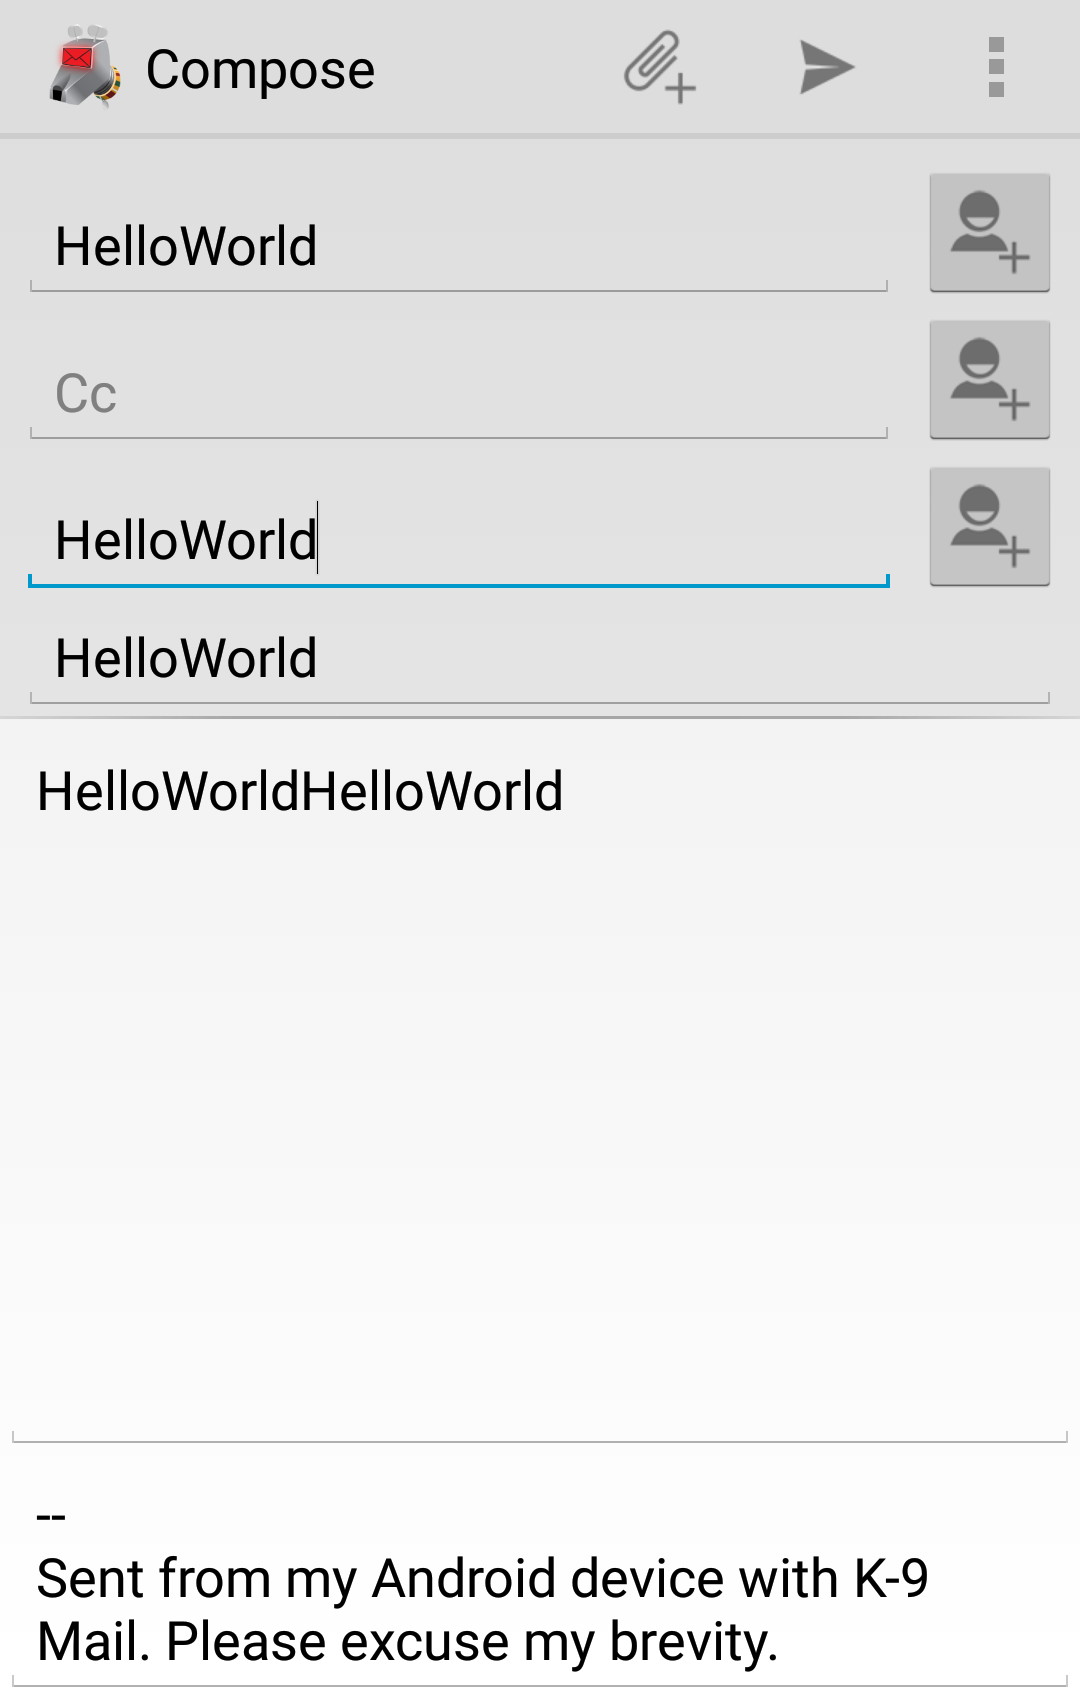 Compose
HelloWorld
Cc
HelloWorld
HelloWorld
HelloWorldHelloWorld
--
Sent from my Android device with K-9
Mail. Please excuse my brevity.